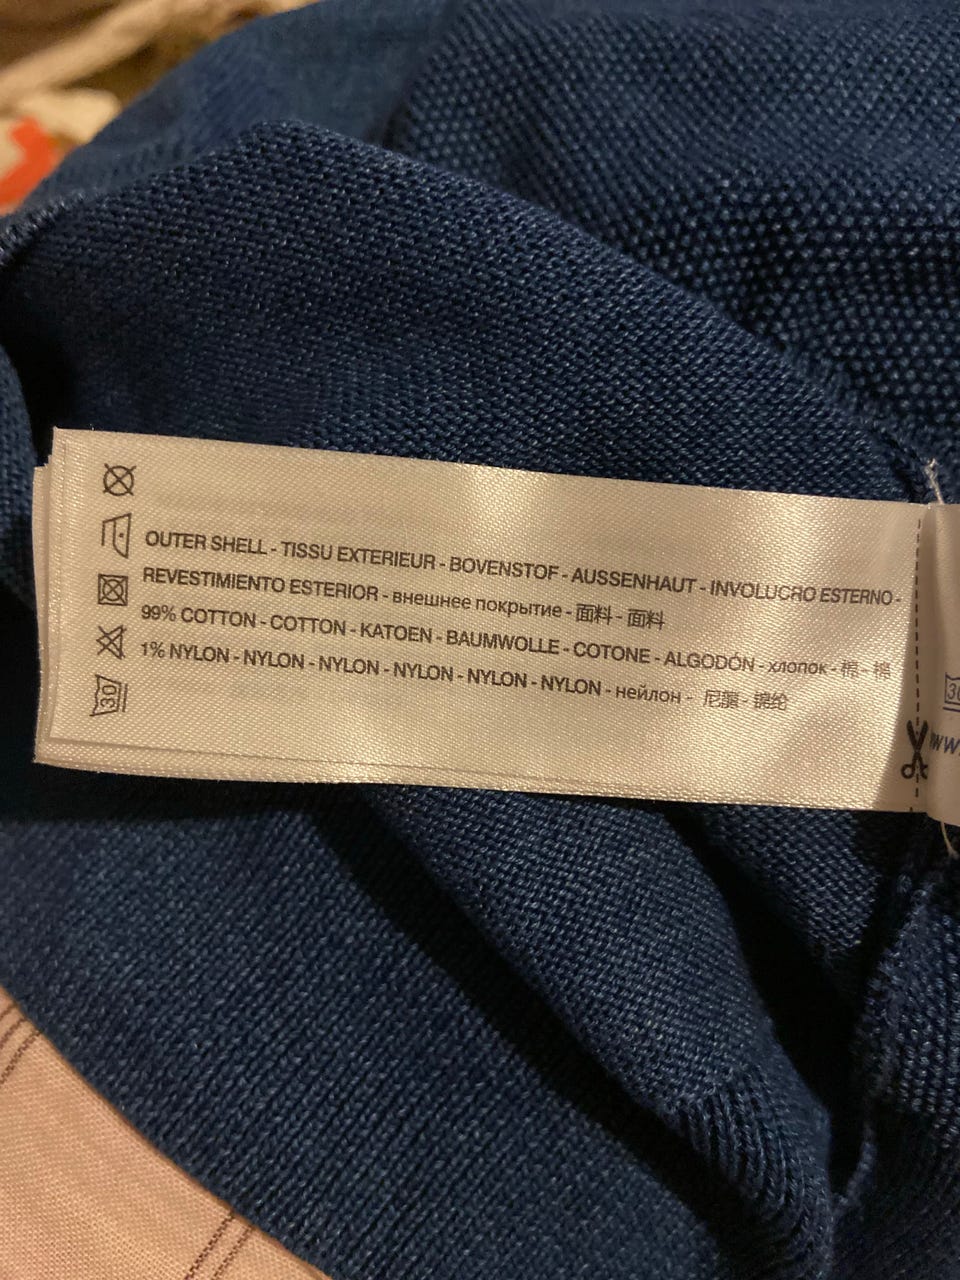 OUTER SHELL - TISSU EXTERIEUR - BOVENSTOF - AUSSENHAUT - INVOLUCRO ESTERNO -
REVESTIMIENTO ESTERIOR - внешнее покрытие - 面料 - 面料
99% COTTON - COTTON - KATOEN - BAUMWOLLE - COTONE - ALGODÓN - хлопок - 棉 - 棉
1% NYLON - NYLON - NYLON - NYLON - NYLON - NYLON - нейлон - 尼龍 - 锦纶
30
30
www.